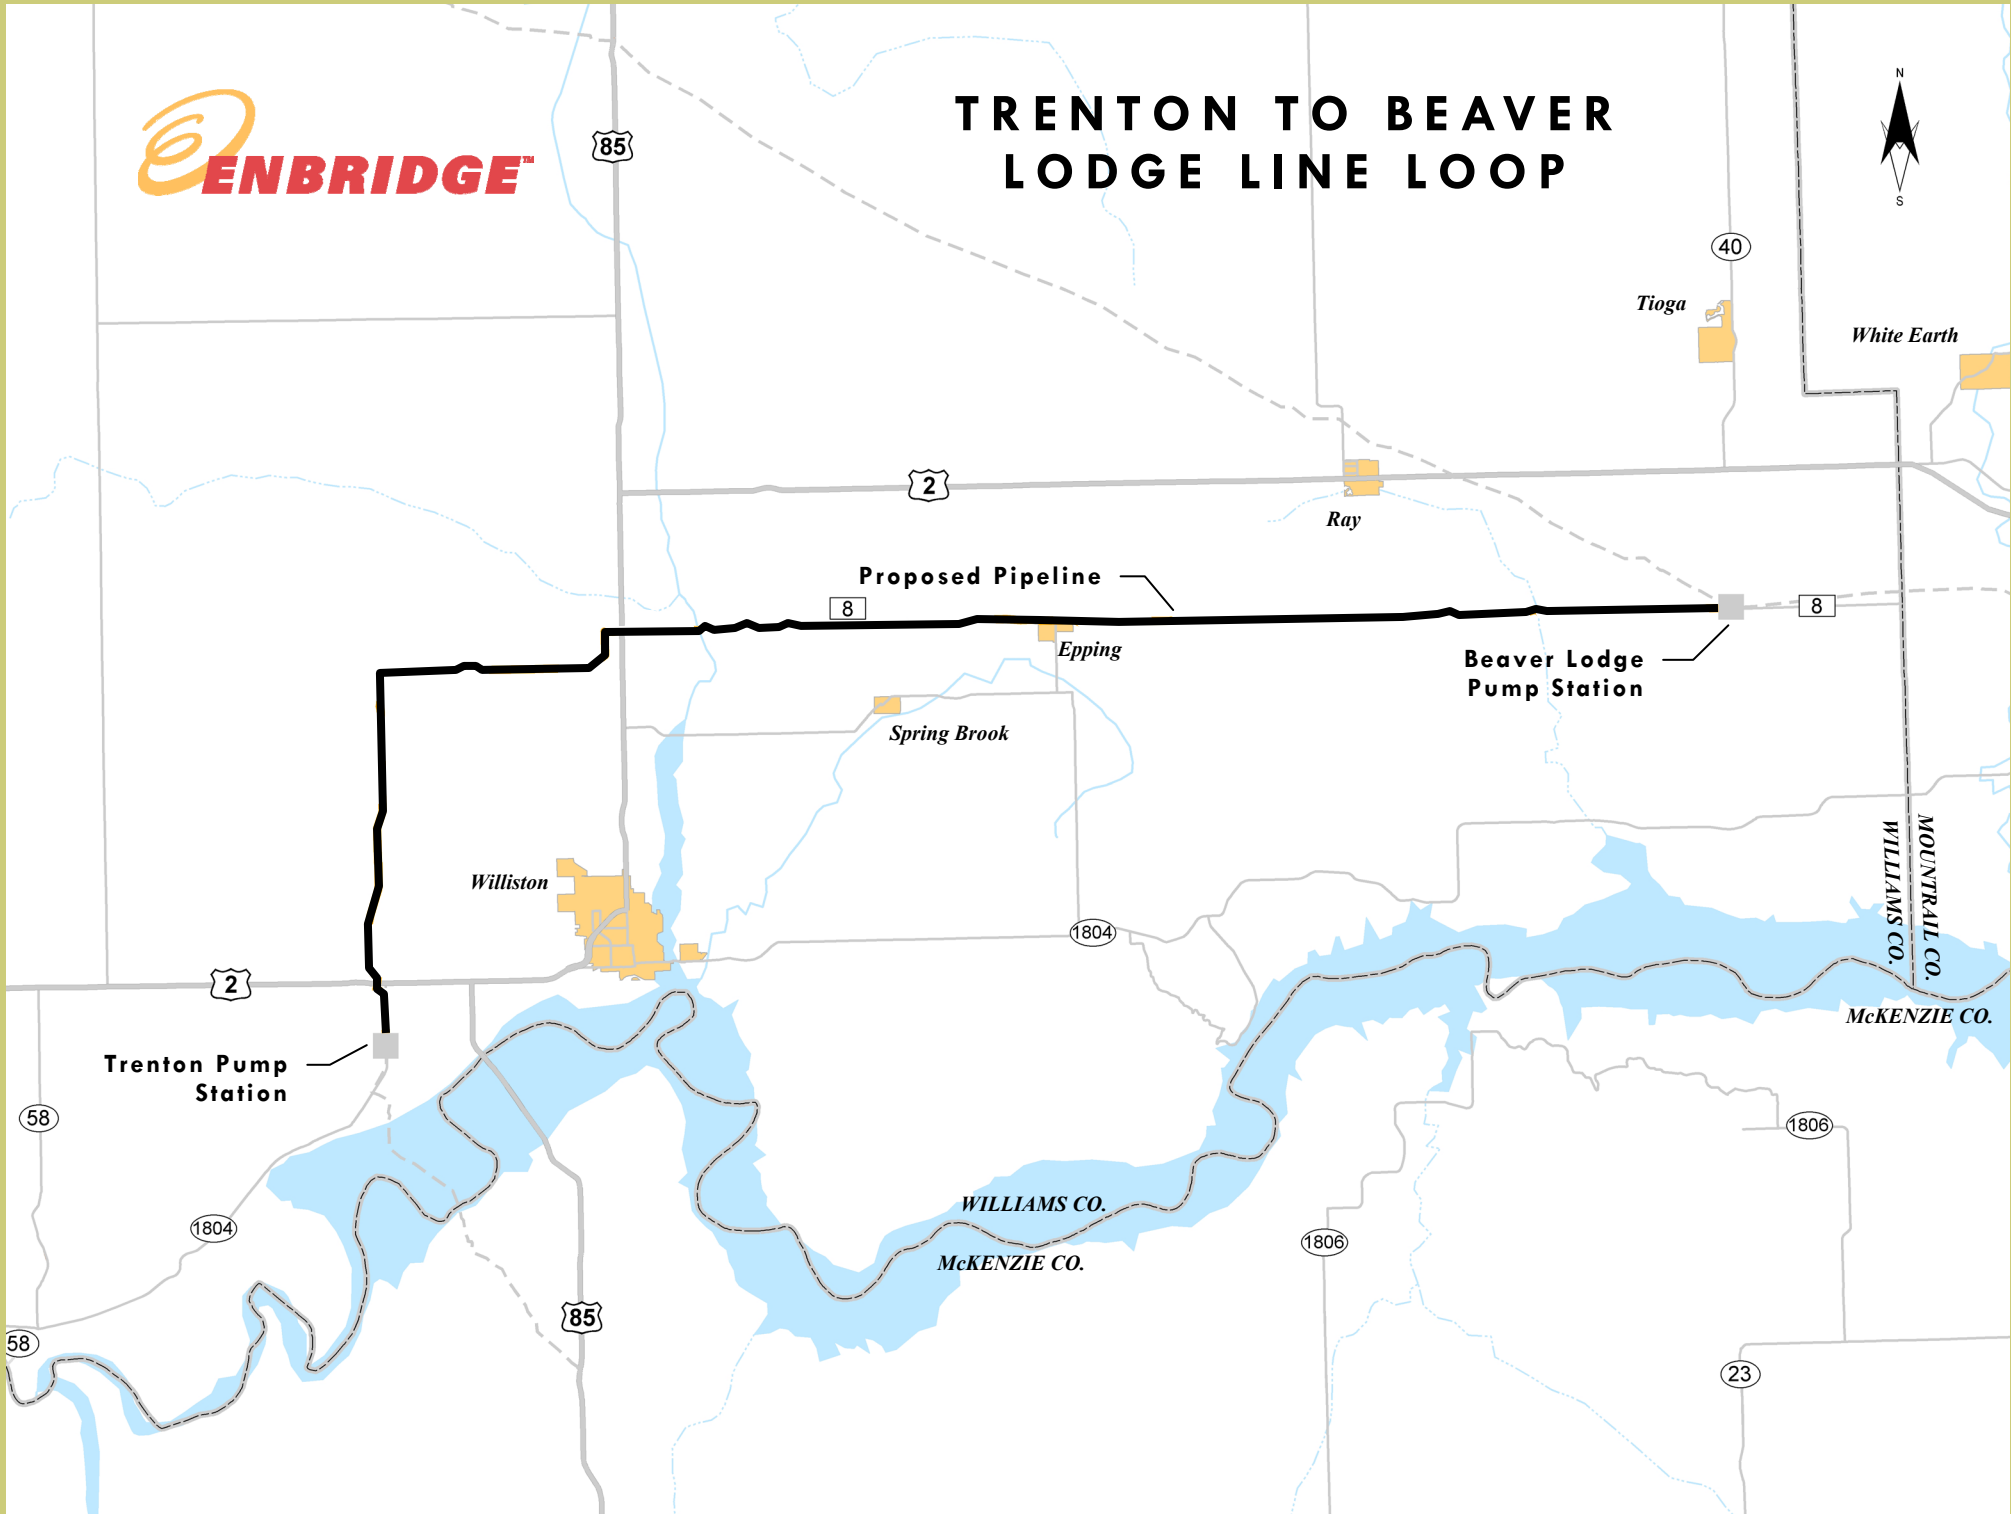 ENBRIDGE™
TRENTON TO BEAVER
LODGE LINE LOOP
N
S
85
40
Tioga
White Earth
2
Ray
Proposed Pipeline
8
8
Epping
Beaver Lodge
Pump Station
Spring Brook
Williston
WILLIAMS CO.
MOUNTRAIL CO.
1804
2
McKENZIE CO.
Trenton Pump
Station
58
1806
1804
WILLIAMS CO.
McKENZIE CO.
1806
85
58
23